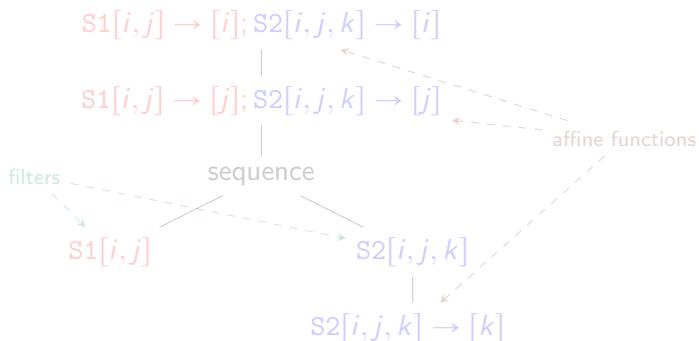 S1[i, j] → [i]; S2[i, j, k] → [i]
S1[i, j] → [j]; S2[i, j, k] → [j]
affine functions
sequence
filters
S1[i, j]
S2[i, j, k]
S2[i, j, k] → [k]